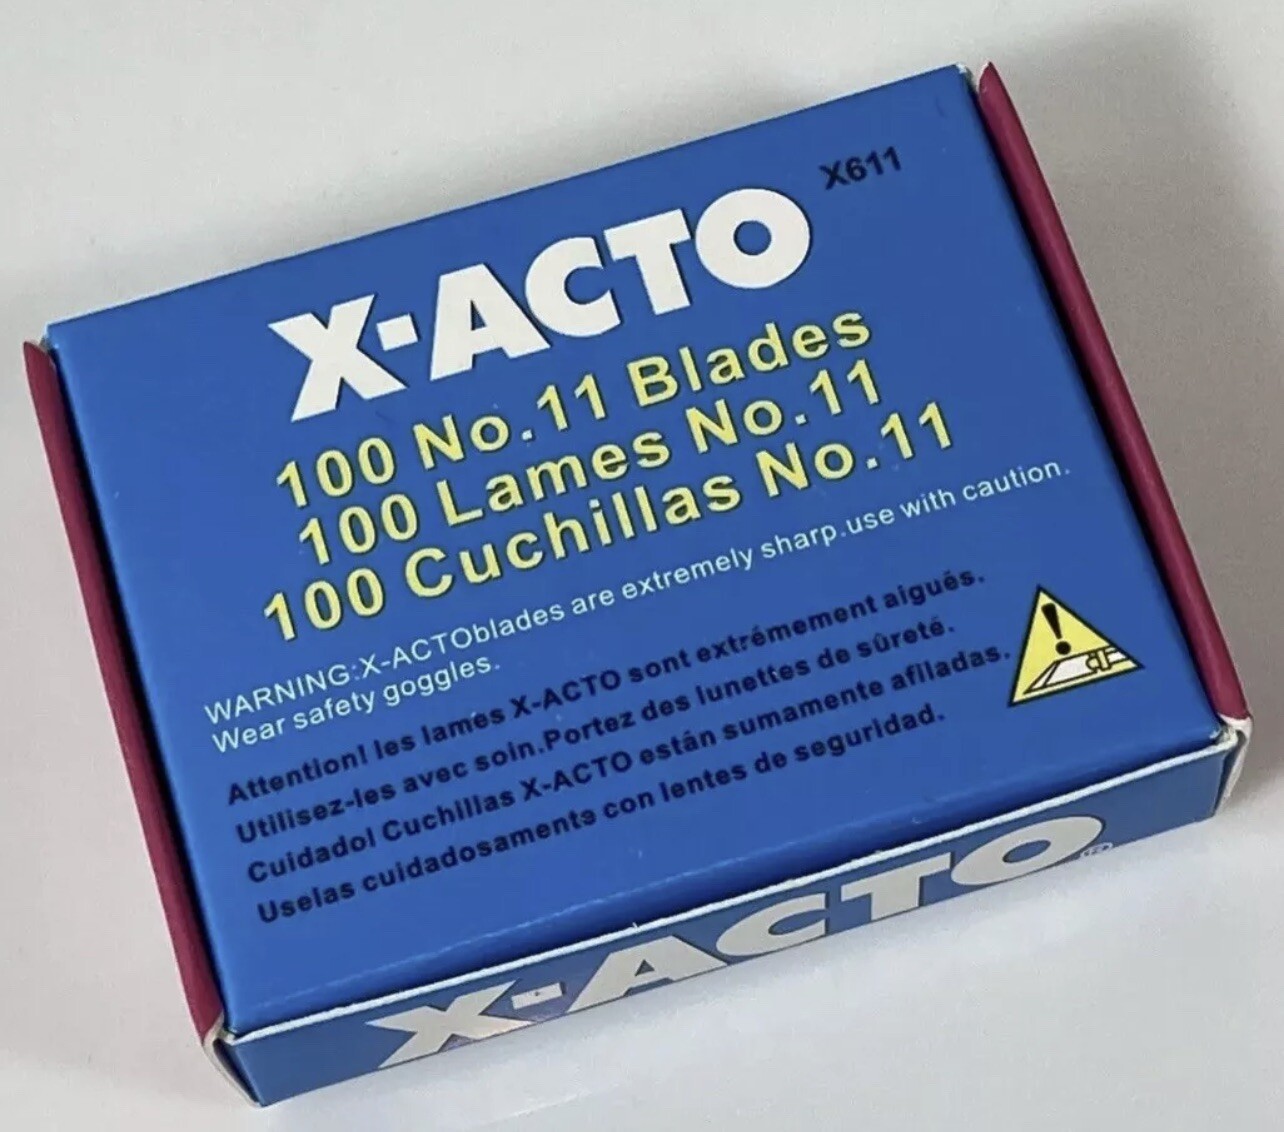 X611
X-ACTO
100 No.11 Blades
100 Lames No.11
100 Cuchillas No.11
WARNING:X-ACTOblades are extremely sharp.use with caution.
Wear safety goggles.
Attention! les lames X-ACTO sont extrémement aigués.
Utilisez-les avec soin.Portez des lunettes de sûreté.
Cuidado! Cuchillas X-ACTO están sumamente afiladas.
Uselas cuidadosamente con lentes de seguridad.
X-ACTO®